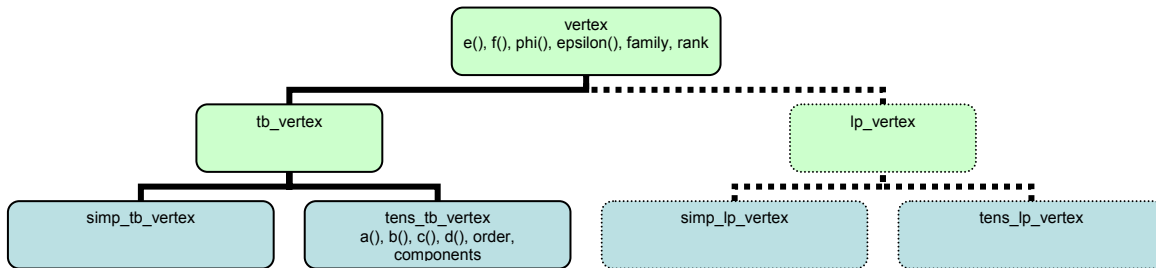 vertex
e(), f(), phi(), epsilon(), family, rank
tb_vertex
lp_vertex
simp_tb_vertex
tens_tb_vertex
a(), b(), c(), d(), order,
components
simp_lp_vertex
tens_lp_vertex